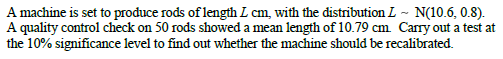 A machine is set to produce rods of length L cm, with the distribution L ~ N(10.6, 0.8).
A quality control check on 50 rods showed a mean length of 10.79 cm. Carry out a test at
the 10% significance level to find out whether the machine should be recalibrated.